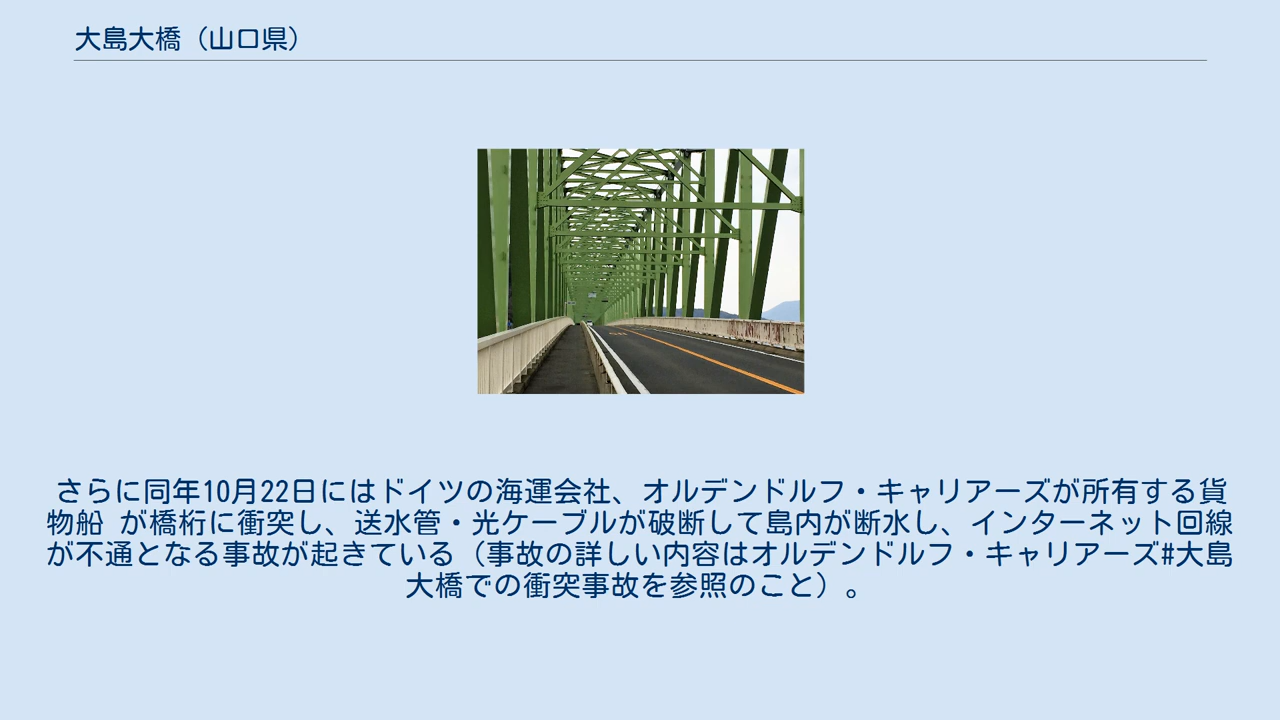 大島大橋（山口県）
さらに同年10月22日にはドイツの海運会社、オルデンドルフ・キャリアーズが所有する貨
物船 が橋桁に衝突し、送水管・光ケーブルが破断して島内が断水し、インターネット回線
が不通となる事故が起きている（事故の詳しい内容はオルデンドルフ・キャリアーズ#大島
大橋での衝突事故を参照のこと）。